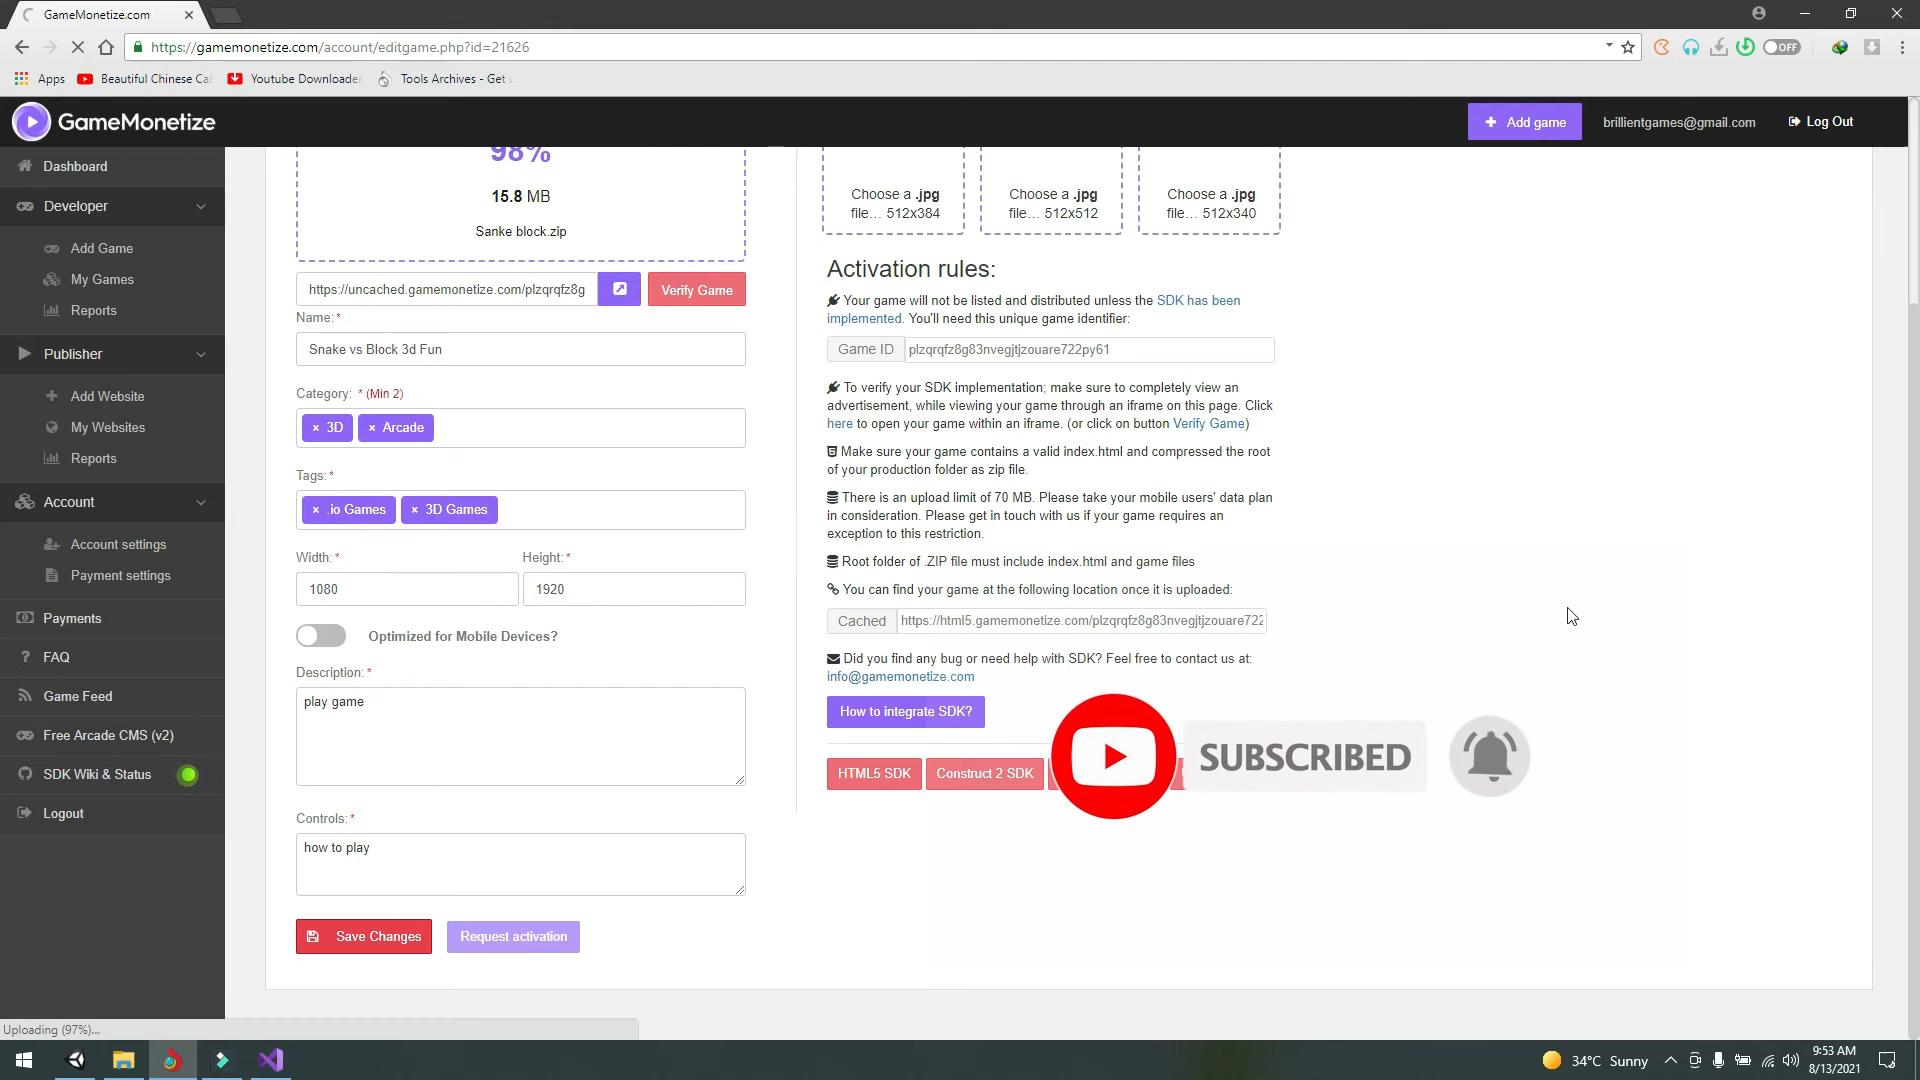 GameMonetize.com
https://gamemonetize.com/account/editgame.php?id=21626
OFF
Apps
Beautiful Chinese Ca
Youtube Downloader
Tools Archives - Get
GameMonetize
Add game
brillientgames@gmail.com
Log Out
Dashboard
Developer
Add Game
My Games
Reports
Publisher
Add Website
My Websites
Reports
Account
Account settings
Payment settings
Payments
FAQ
Game Feed
Free Arcade CMS (v2)
SDK Wiki & Status
Logout
98%
15.8 MB
Sanke block.zip
https://uncached.gamemonetize.com/plzqrqfz8g
Verify Game
Name: *
Snake vs Block 3d Fun
Category: * (Min 2)
× 3D × Arcade
Tags: *
× .io Games × 3D Games
Width: * Height: *
1080 1920
Optimized for Mobile Devices?
Description: *
play game
Controls: *
how to play
Save Changes
Request activation
Choose a .jpg
file… 512x384
Choose a .jpg
file… 512x512
Choose a .jpg
file… 512x340
Activation rules:
Your game will not be listed and distributed unless the SDK has been
implemented. You'll need this unique game identifier:
Game ID plzqrqfz8g83nvegjtjzouare722py61
To verify your SDK implementation; make sure to completely view an
advertisement, while viewing your game through an iframe on this page. Click
here to open your game within an iframe. (or click on button Verify Game)
Make sure your game contains a valid index.html and compressed the root
of your production folder as zip file.
There is an upload limit of 70 MB. Please take your mobile users' data plan
in consideration. Please get in touch with us if your game requires an
exception to this restriction.
Root folder of .ZIP file must include index.html and game files
You can find your game at the following location once it is uploaded:
Cached https://html5.gamemonetize.com/plzqrqfz8g83nvegjtjzouare722
Did you find any bug or need help with SDK? Feel free to contact us at:
info@gamemonetize.com
How to integrate SDK?
HTML5 SDK
Construct 2 SDK
SUBSCRIBED
Uploading (97%)...
34°C Sunny
9:53 AM
8/13/2021